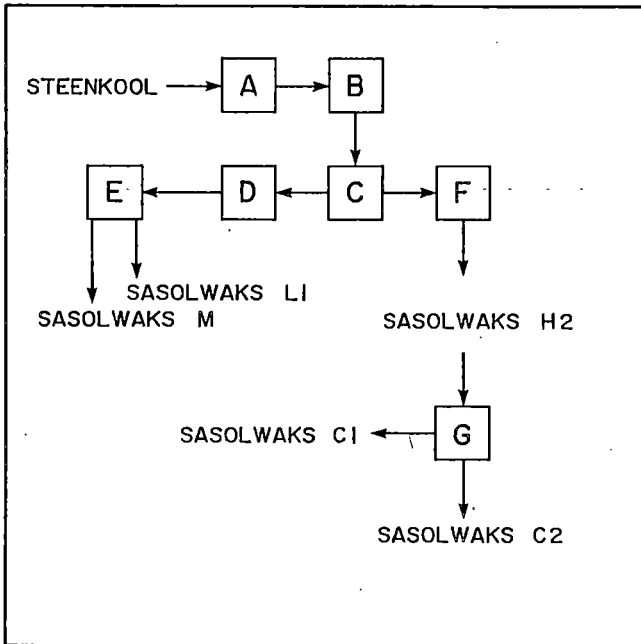 STEENKOOL A B
E D C F
SASOLWAKS L1
SASOLWAKS M
SASOLWAKS H2
SASOLWAKS C1 G
SASOLWAKS C2